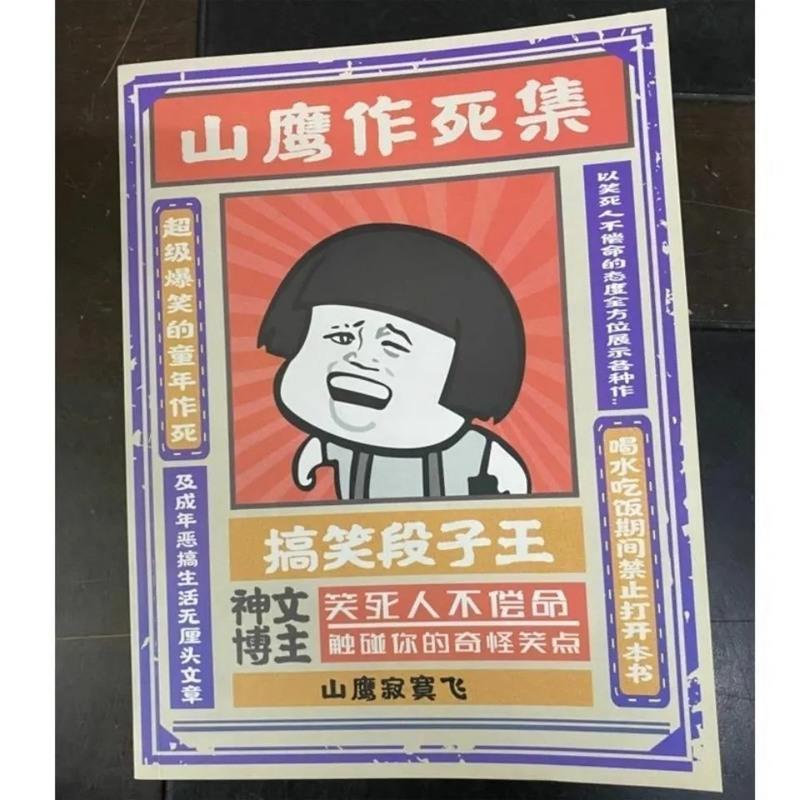 山鹰作死集
超级爆笑的童年作死
及成年恶搞生活无厘头文章
以笑死人不偿命的态度全方位展示各种作...
喝水吃饭期间禁止打开本书
搞笑段子王
神文博主
笑死人不偿命
触碰你的奇怪笑点
山鹰寂寞飞